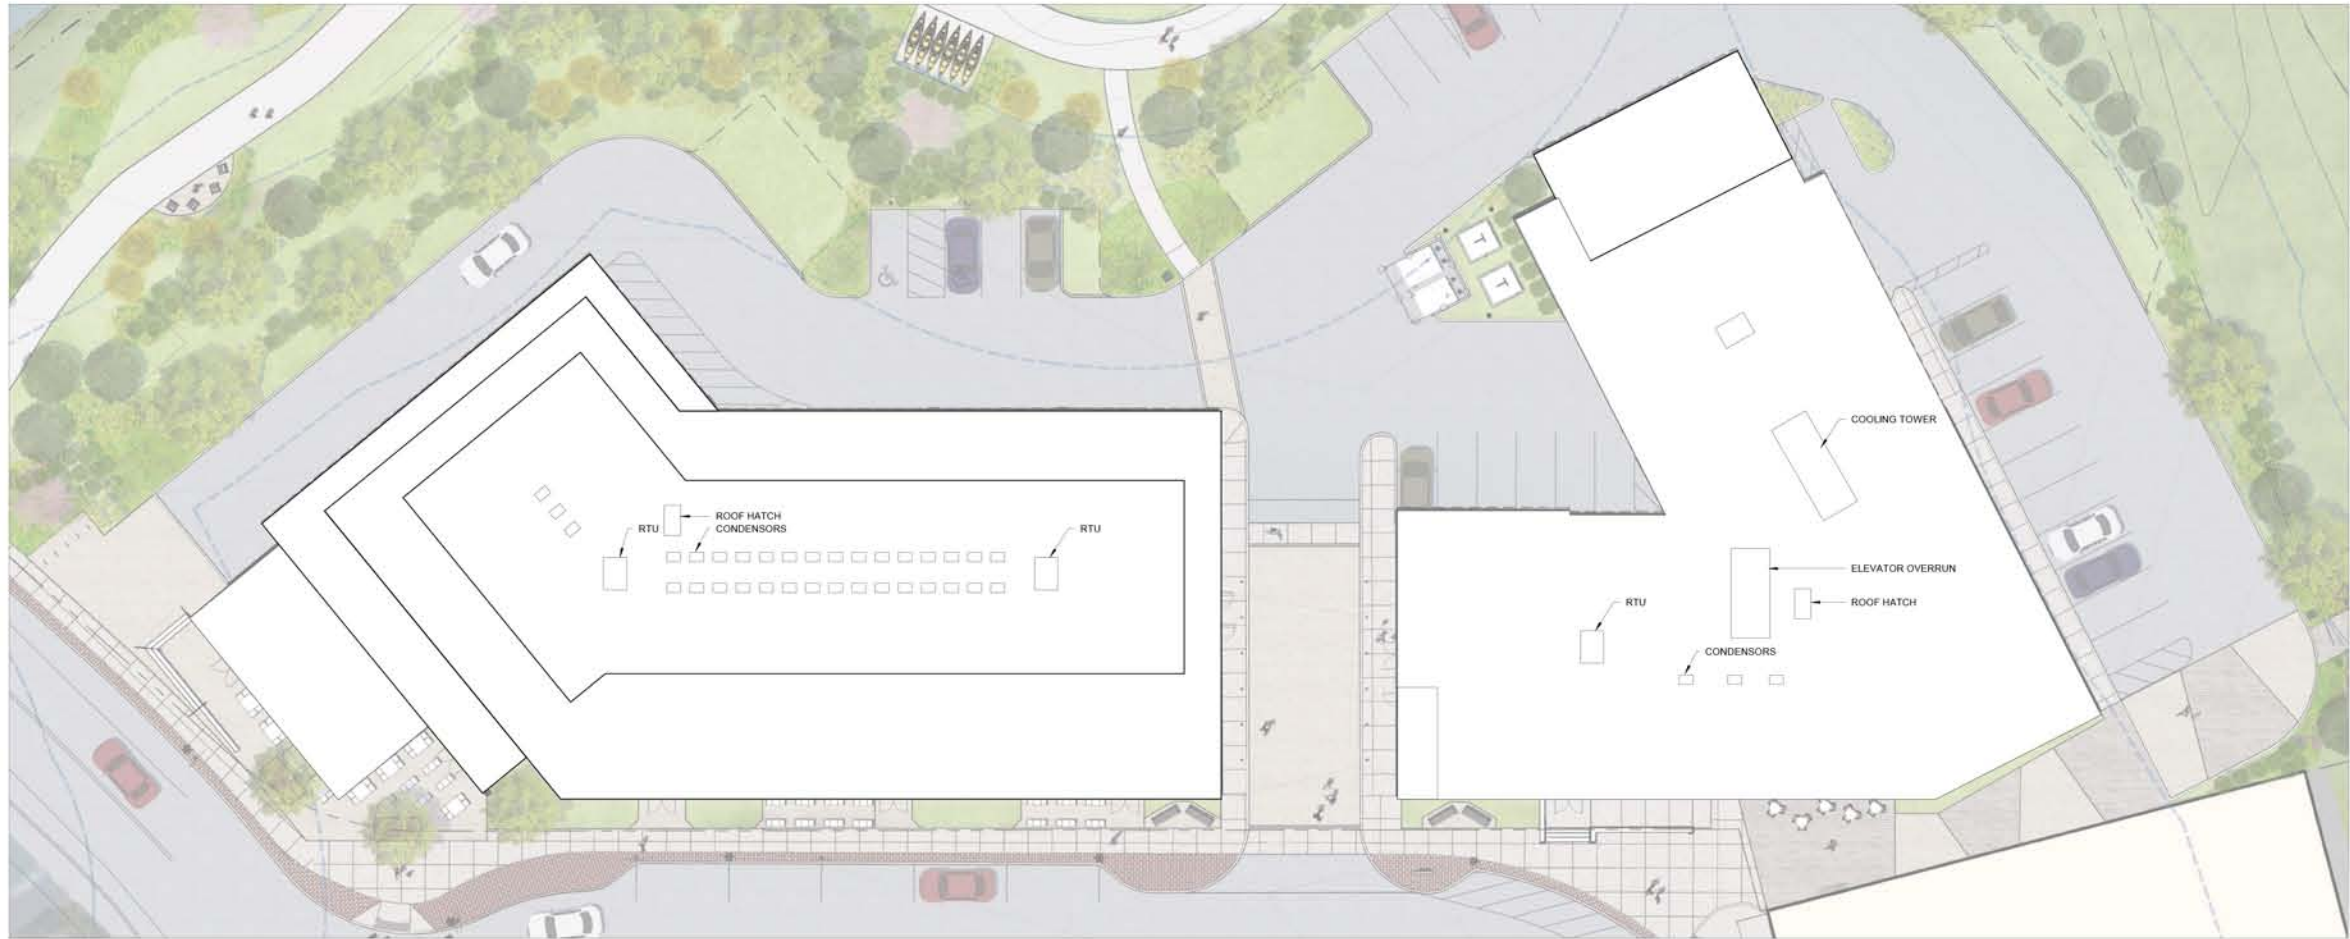 T
T
COOLING TOWER
ROOF HATCH
CONDENSORS
RTU
RTU
ELEVATOR OVERRUN
ROOF HATCH
RTU
CONDENSORS